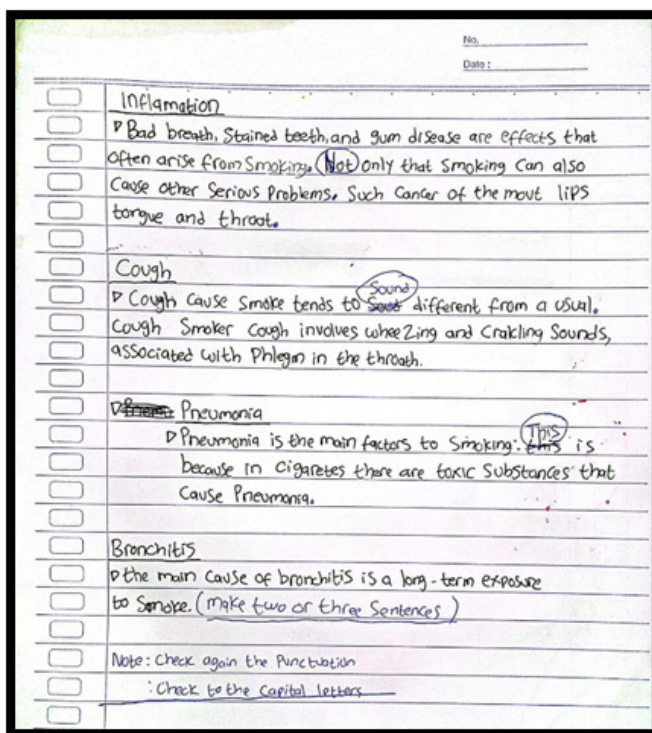 No.
Date:
Inflamation
Bad breath, Stained teeth, and gum disease are effects that
often arise from Smoking. Not only that Smoking Can also
Cause other Serious Problems. Such Cancer of the mout lips
tongue and throat.
Cough
Sound
Cough Cause Smoke tends to different from a usual.
Cough Smoker Cough involves wheeZing and Crakling Sounds,
associated with Phlegm in the throath.
Pneumonia
This
Pneumonia is the main factors to Smoking. this is
because in Cigaretes there are toxic Substances that
Cause Pneumonia.
Bronchitis
the main Cause of bronchitis is a long-term exposure
to Smoke. (make two or three Sentences)
Note: Check again the Punctuation
: Check to the Capital letters